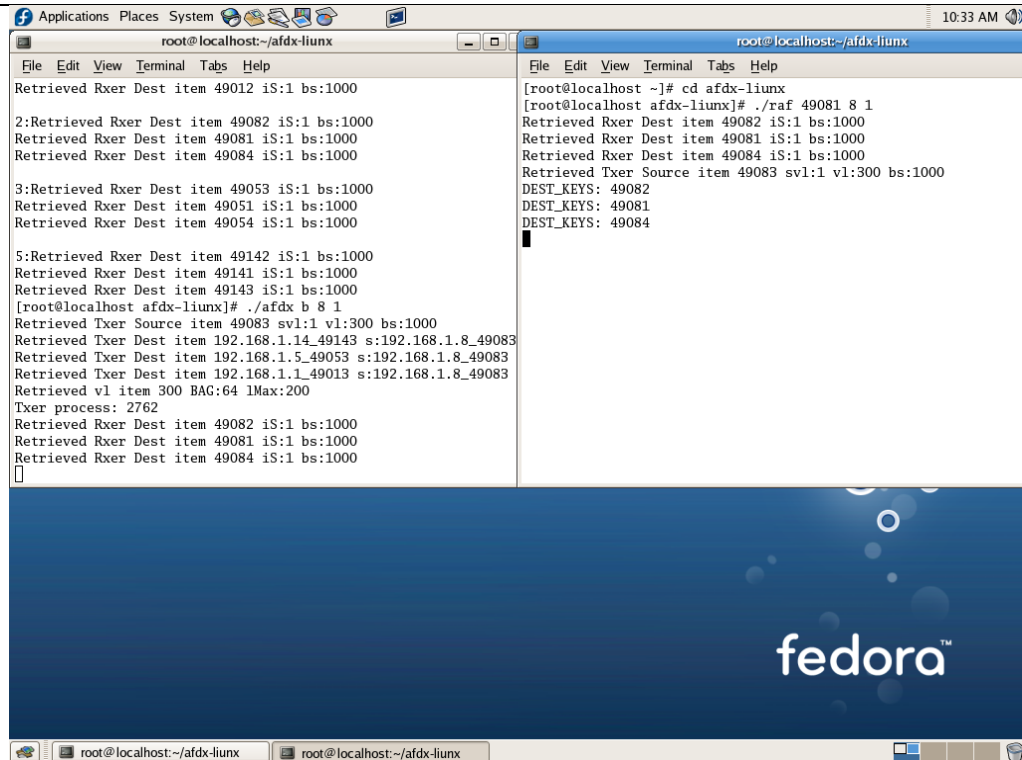 Applications Places System 10:33 AM
root@localhost:~/afdx-liunx
File Edit View Terminal Tabs Help
Retrieved Rxer Dest item 49012 iS:1 bs:1000
2:Retrieved Rxer Dest item 49082 iS:1 bs:1000
Retrieved Rxer Dest item 49081 iS:1 bs:1000
Retrieved Rxer Dest item 49084 iS:1 bs:1000
3:Retrieved Rxer Dest item 49053 iS:1 bs:1000
Retrieved Rxer Dest item 49051 iS:1 bs:1000
Retrieved Rxer Dest item 49054 iS:1 bs:1000
5:Retrieved Rxer Dest item 49142 iS:1 bs:1000
Retrieved Rxer Dest item 49141 iS:1 bs:1000
Retrieved Rxer Dest item 49143 iS:1 bs:1000
[root@localhost afdx-liunx]# ./afdx b 8 1
Retrieved Txer Source item 49083 svl:1 vl:300 bs:1000
Retrieved Txer Dest item 192.168.1.14_49143 s:192.168.1.8_49083
Retrieved Txer Dest item 192.168.1.5_49053 s:192.168.1.8_49083
Retrieved Txer Dest item 192.168.1.1_49013 s:192.168.1.8_49083
Retrieved vl item 300 BAG:64 lMax:200
Txer process: 2762
Retrieved Rxer Dest item 49082 iS:1 bs:1000
Retrieved Rxer Dest item 49081 iS:1 bs:1000
Retrieved Rxer Dest item 49084 iS:1 bs:1000
root@localhost:~/afdx-liunx
File Edit View Terminal Tabs Help
[root@localhost ~]# cd afdx-liunx
[root@localhost afdx-liunx]# ./raf 49081 8 1
Retrieved Rxer Dest item 49082 iS:1 bs:1000
Retrieved Rxer Dest item 49081 iS:1 bs:1000
Retrieved Rxer Dest item 49084 iS:1 bs:1000
Retrieved Txer Source item 49083 svl:1 vl:300 bs:1000
DEST_KEYS: 49082
DEST_KEYS: 49081
DEST_KEYS: 49084
fedora™
root@localhost:~/afdx-liunx root@localhost:~/afdx-liunx